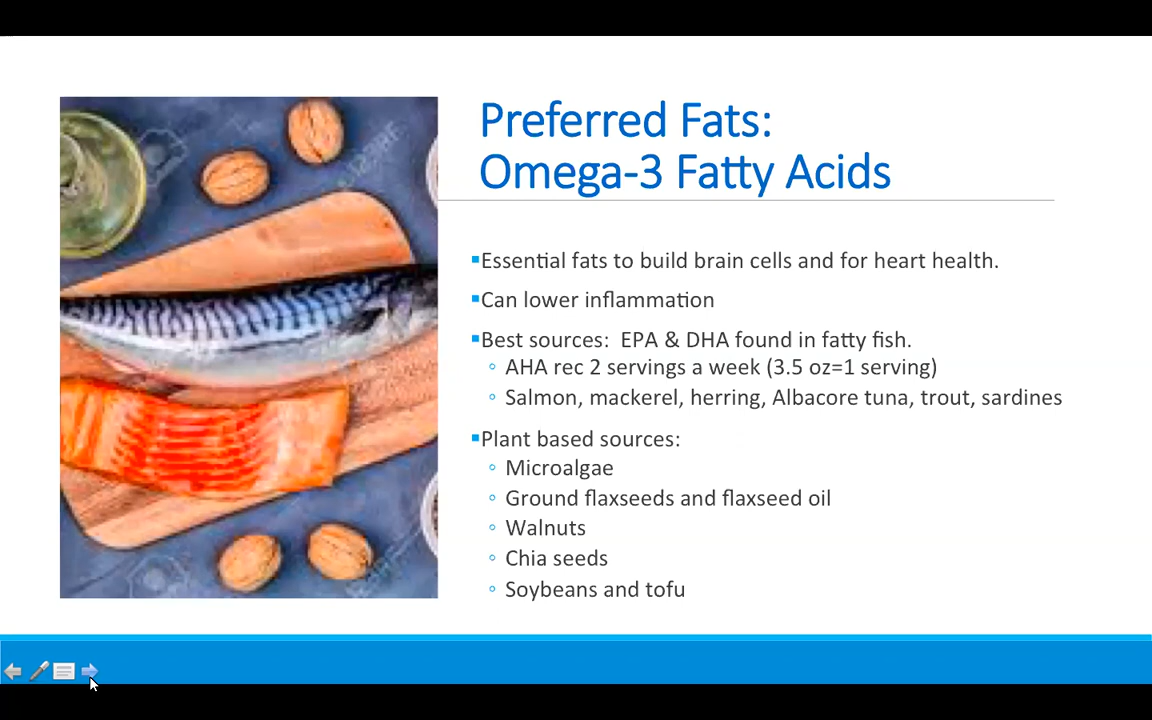 Preferred Fats:
Omega-3 Fatty Acids
▪Essential fats to build brain cells and for heart health.
▪Can lower inflammation
▪Best sources:  EPA & DHA found in fatty fish.
◦ AHA rec 2 servings a week (3.5 oz=1 serving)
◦ Salmon, mackerel, herring, Albacore tuna, trout, sardines
▪Plant based sources:
◦ Microalgae
◦ Ground flaxseeds and flaxseed oil
◦ Walnuts
◦ Chia seeds
◦ Soybeans and tofu